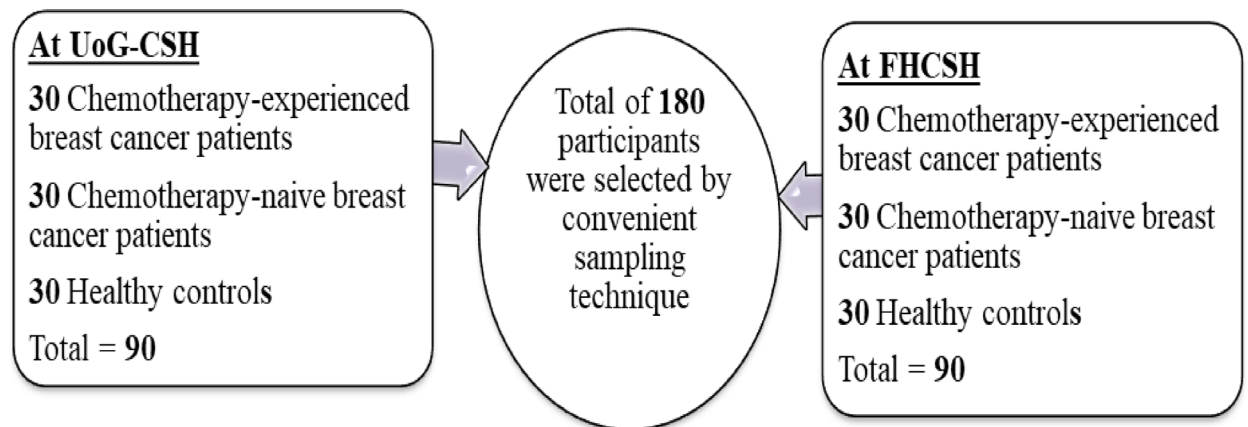 At UoG-CSH
30 Chemotherapy-experienced
breast cancer patients
30 Chemotherapy-naive breast
cancer patients
30 Healthy controls
Total = 90
Total of 180
participants
were selected by
convenient
sampling
technique
At FHCSH
30 Chemotherapy-experienced
breast cancer patients
30 Chemotherapy-naive breast
cancer patients
30 Healthy controls
Total = 90